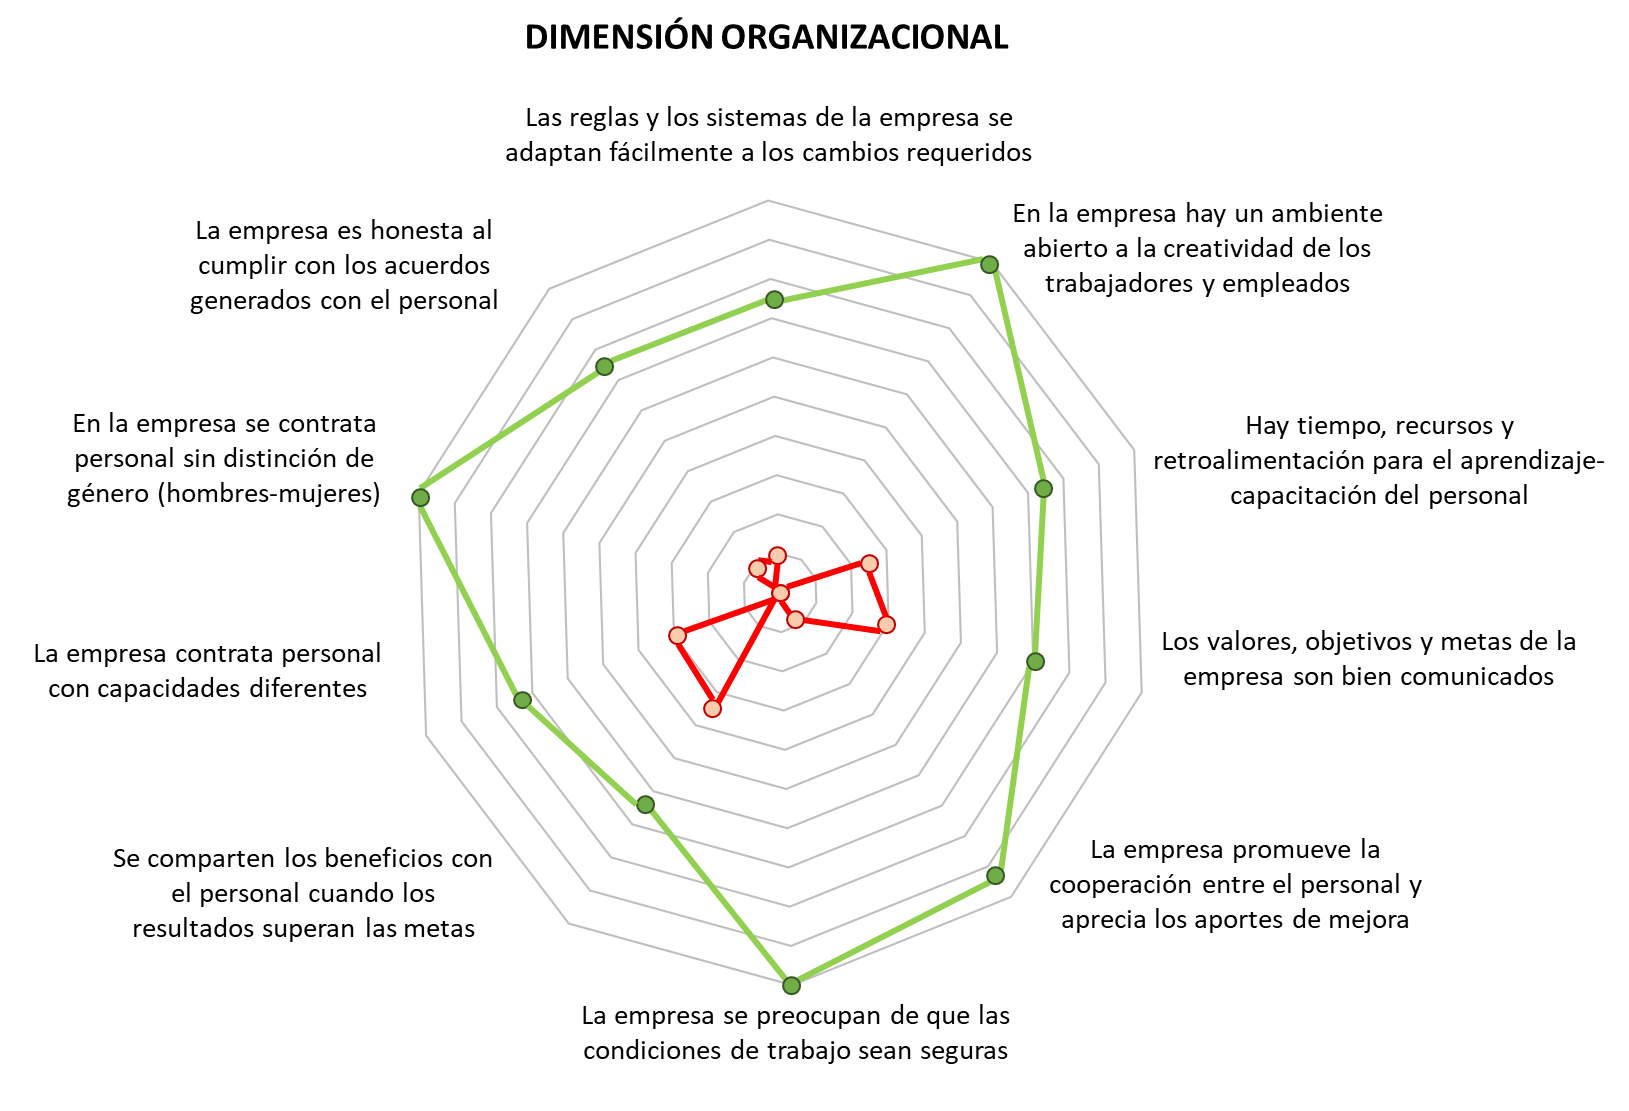 DIMENSIÓN ORGANIZACIONAL
Las reglas y los sistemas de la empresa se
adaptan fácilmente a los cambios requeridos
En la empresa hay un ambiente
abierto a la creatividad de los
trabajadores y empleados
Hay tiempo, recursos y
retroalimentación para el aprendizaje-
capacitación del personal
Los valores, objetivos y metas de la
empresa son bien comunicados
La empresa promueve la
cooperación entre el personal y
aprecia los aportes de mejora
La empresa se preocupan de que las
condiciones de trabajo sean seguras
Se comparten los beneficios con
el personal cuando los
resultados superan las metas
La empresa contrata personal
con capacidades diferentes
En la empresa se contrata
personal sin distinción de
género (hombres-mujeres)
La empresa es honesta al
cumplir con los acuerdos
generados con el personal